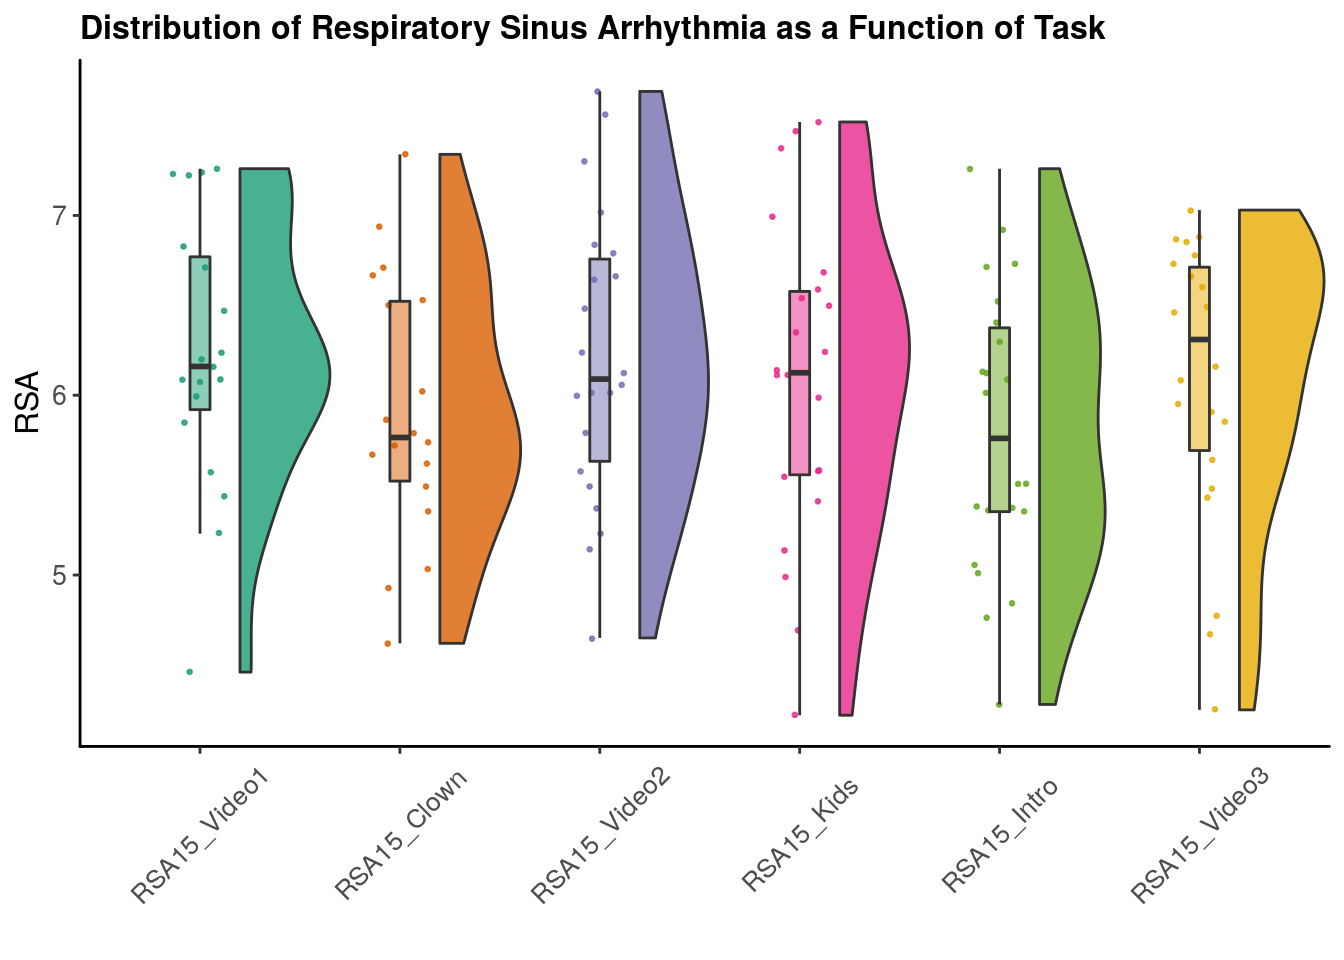 Distribution of Respiratory Sinus Arrhythmia as a Function of Task
RSA
7
6
5
RSA15_Video1
RSA15_Clown
RSA15_Video2
RSA15_Kids
RSA15_Intro
RSA15_Video3